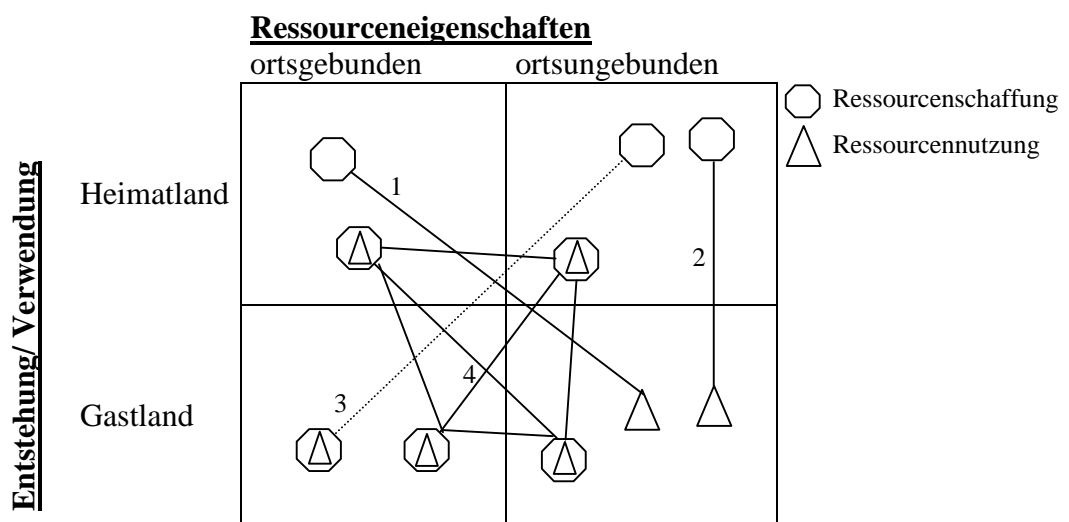 Ressourceneigenschaften
ortsgebunden ortsungebunden
Ressourcenschaffung
Ressourcennutzung
Entstehung/ Verwendung
Heimatland
1
2
4
3
Gastland